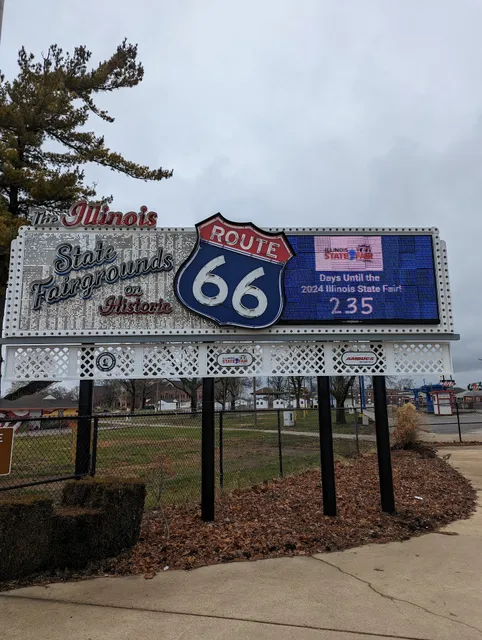 The Illinois
State
Fairgrounds
on
Historic
ROUTE
66
ILLINOIS
STATE FAIR
Days Until the
2024 Illinois State Fair!
235